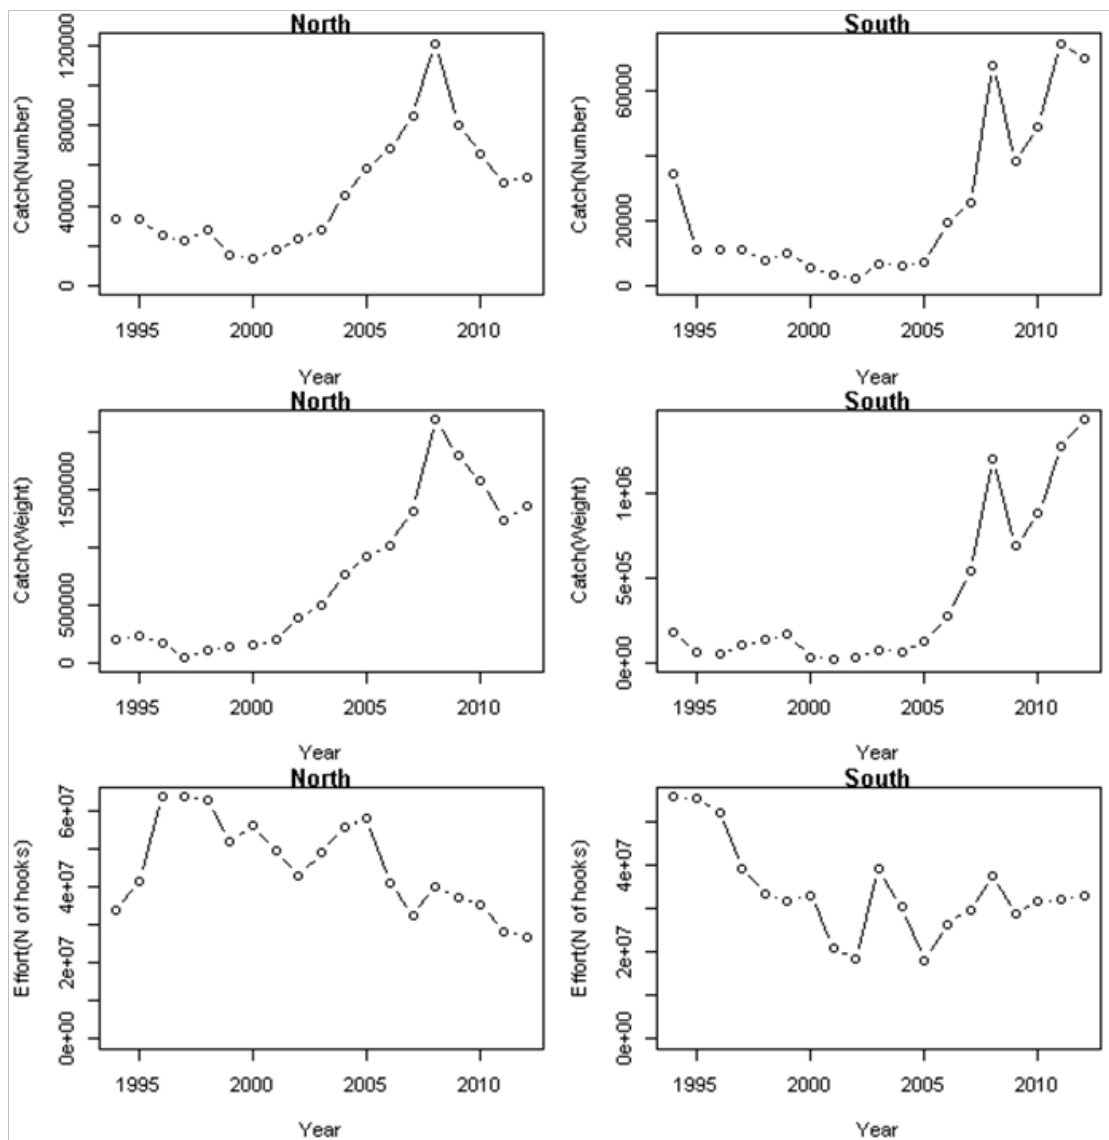 North
Catch(Number)
0 40000 80000 120000
1995 2000 2005 2010
Year
South
Catch(Number)
0 20000 60000
1995 2000 2005 2010
Year
North
Catch(Weight)
0 500000 1500000
1995 2000 2005 2010
Year
South
Catch(Weight)
0e+00 5e+05 1e+06
1995 2000 2005 2010
Year
North
Effort(N of hooks)
0e+00 2e+07 4e+07 6e+07
1995 2000 2005 2010
Year
South
Effort(N of hooks)
0e+00 2e+07 4e+07
1995 2000 2005 2010
Year